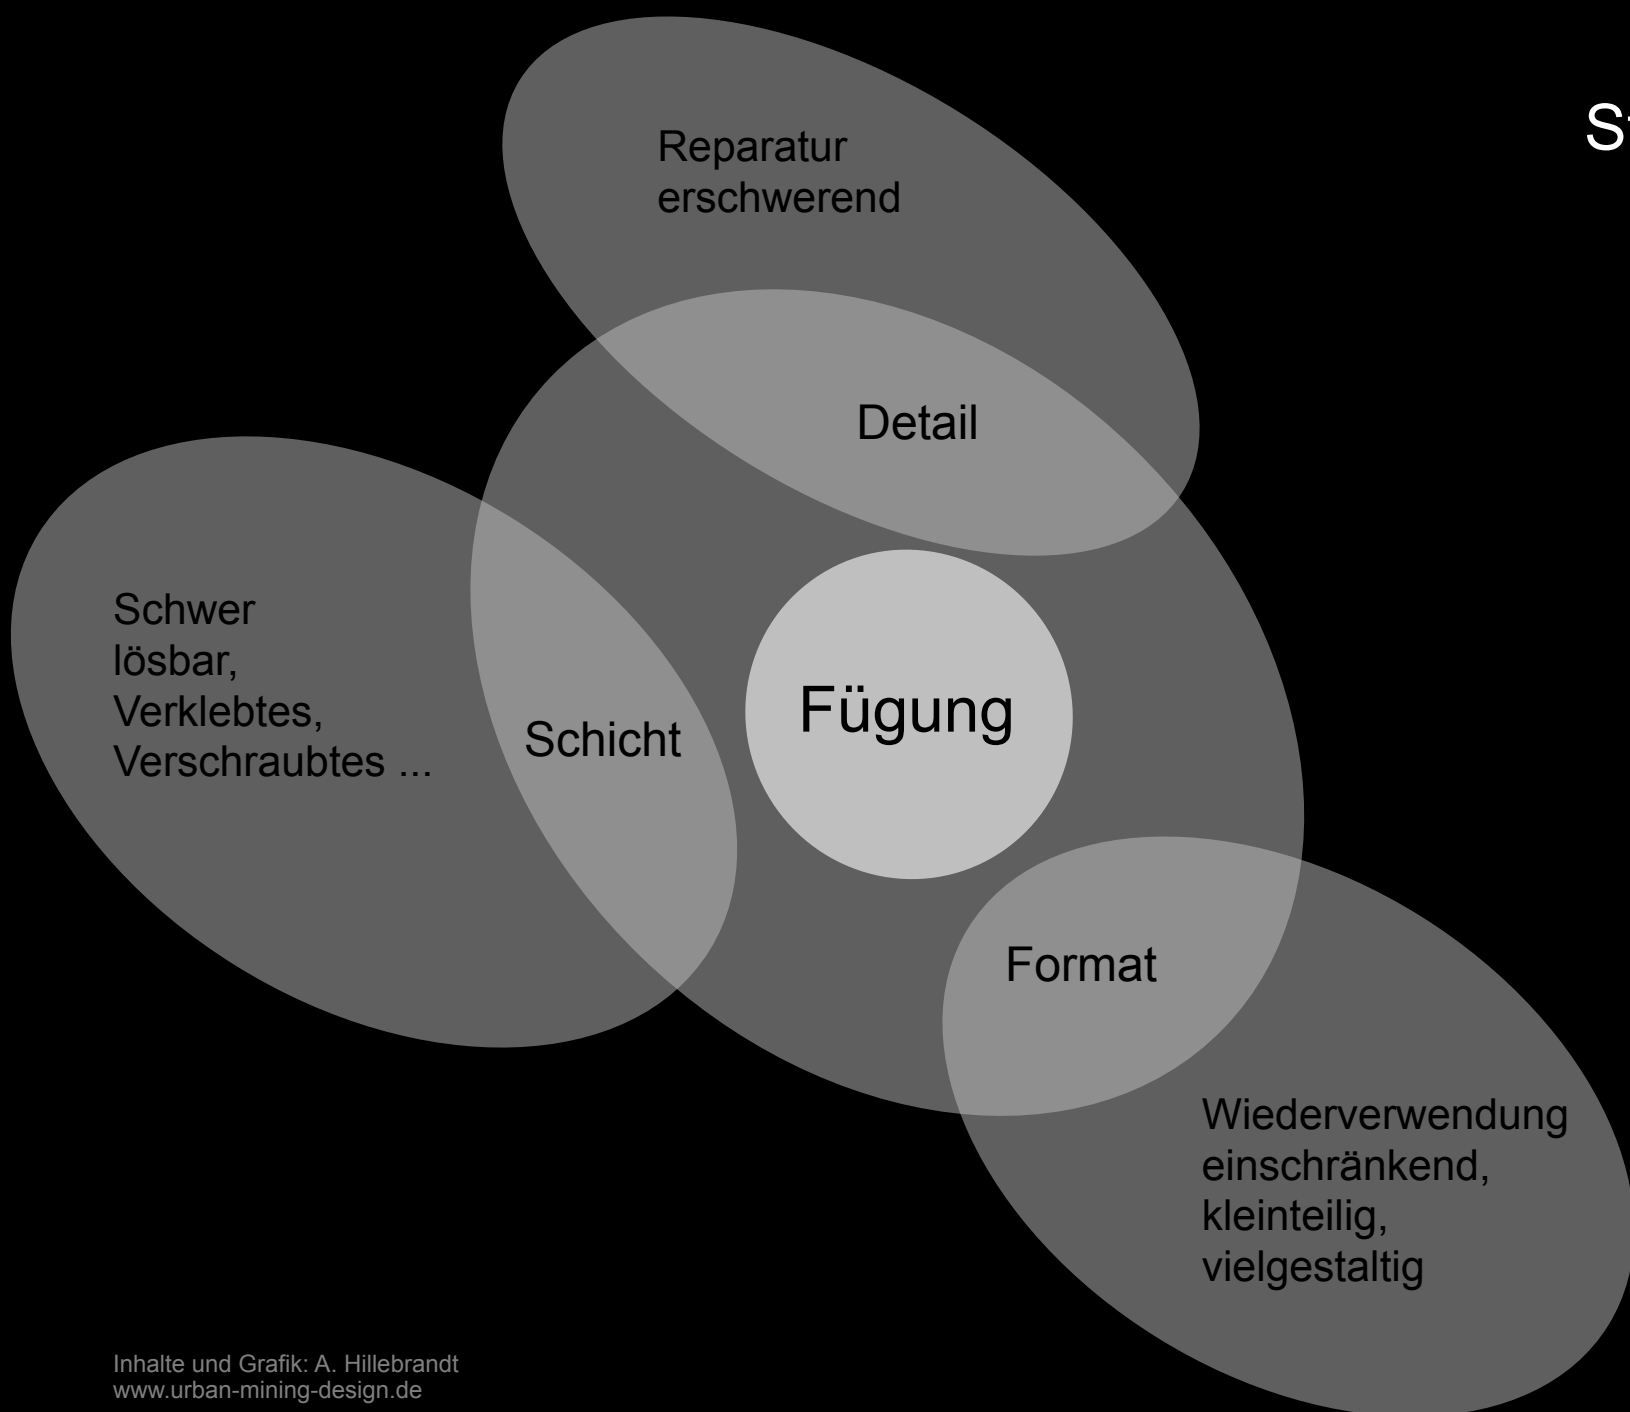 Reparatur
erschwerend
Detail
Schwer
lösbar,
Verklebtes,
Verschraubtes ...
Schicht
Fügung
Format
Wiederverwendung
einschränkend,
kleinteilig,
vielgestaltig
Inhalte und Grafik: A. Hillebrandt
www.urban-mining-design.de